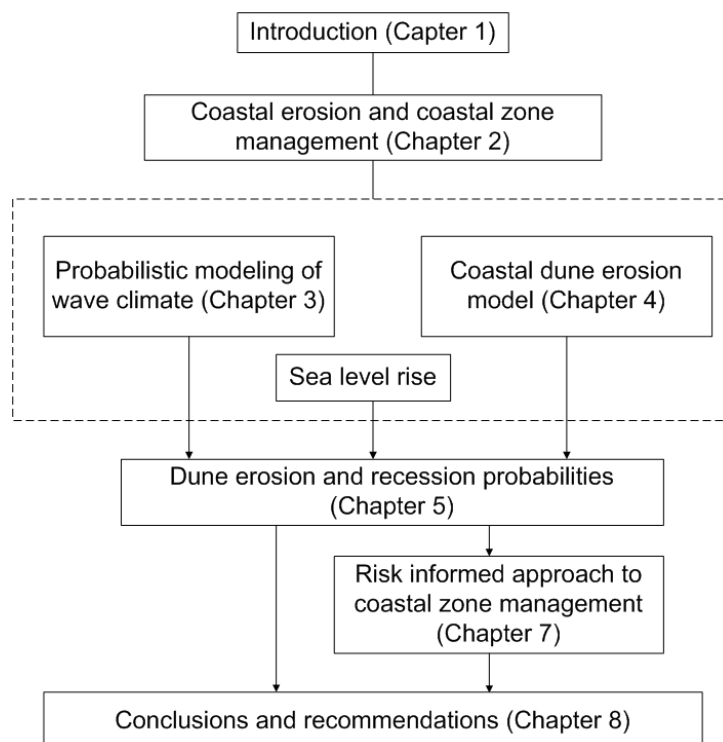 Introduction (Capter 1)
Coastal erosion and coastal zone
management (Chapter 2)
Probabilistic modeling of
wave climate (Chapter 3)
Coastal dune erosion
model (Chapter 4)
Sea level rise
Dune erosion and recession probabilities
(Chapter 5)
Risk informed approach to
coastal zone management
(Chapter 7)
Conclusions and recommendations (Chapter 8)